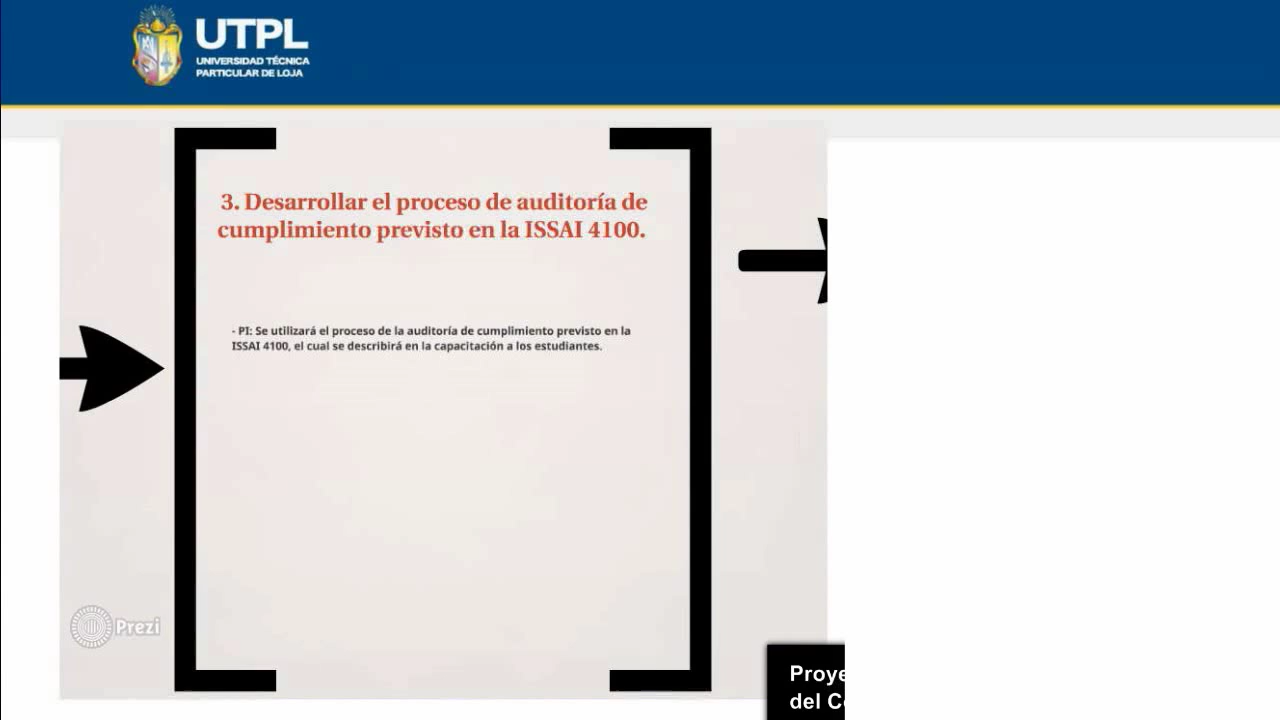 UTPL
UNIVERSIDAD TÉCNICA
PARTICULAR DE LOJA
3. Desarrollar el proceso de auditoría de
cumplimiento previsto en la ISSAI 4100.
- PI: Se utilizará el proceso de la auditoría de cumplimiento previsto en la
ISSAI 4100, el cual se describirá en la capacitación a los estudiantes.
Prezi
del